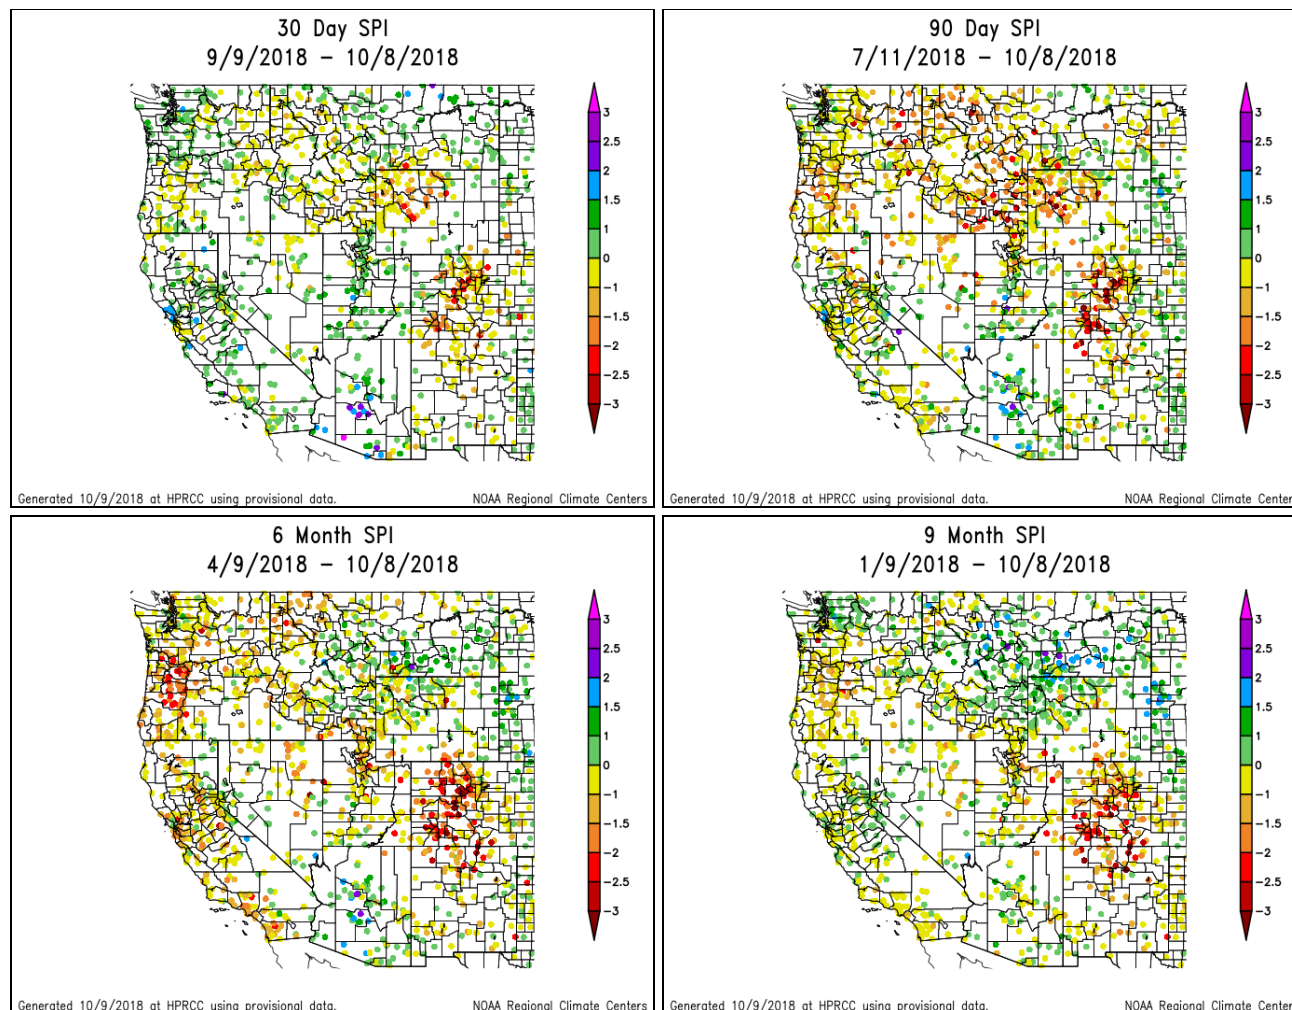 30 Day SPI
9/9/2018 – 10/8/2018
3
2.5
2
1.5
1
0
−1
−1.5
−2
−2.5
−3
Generated 10/9/2018 at HPRCC using provisional data.
NOAA Regional Climate Centers
90 Day SPI
7/11/2018 – 10/8/2018
3
2.5
2
1.5
1
0
−1
−1.5
−2
−2.5
−3
Generated 10/9/2018 at HPRCC using provisional data.
NOAA Regional Climate Center
6 Month SPI
4/9/2018 – 10/8/2018
3
2.5
2
1.5
1
0
−1
−1.5
−2
−2.5
−3
Generated 10/9/2018 at HPRCC using provisional data.
NOAA Regional Climate Centers
9 Month SPI
1/9/2018 – 10/8/2018
3
2.5
2
1.5
1
0
−1
−1.5
−2
−2.5
−3
Generated 10/9/2018 at HPRCC using provisional data.
NOAA Regional Climate Center